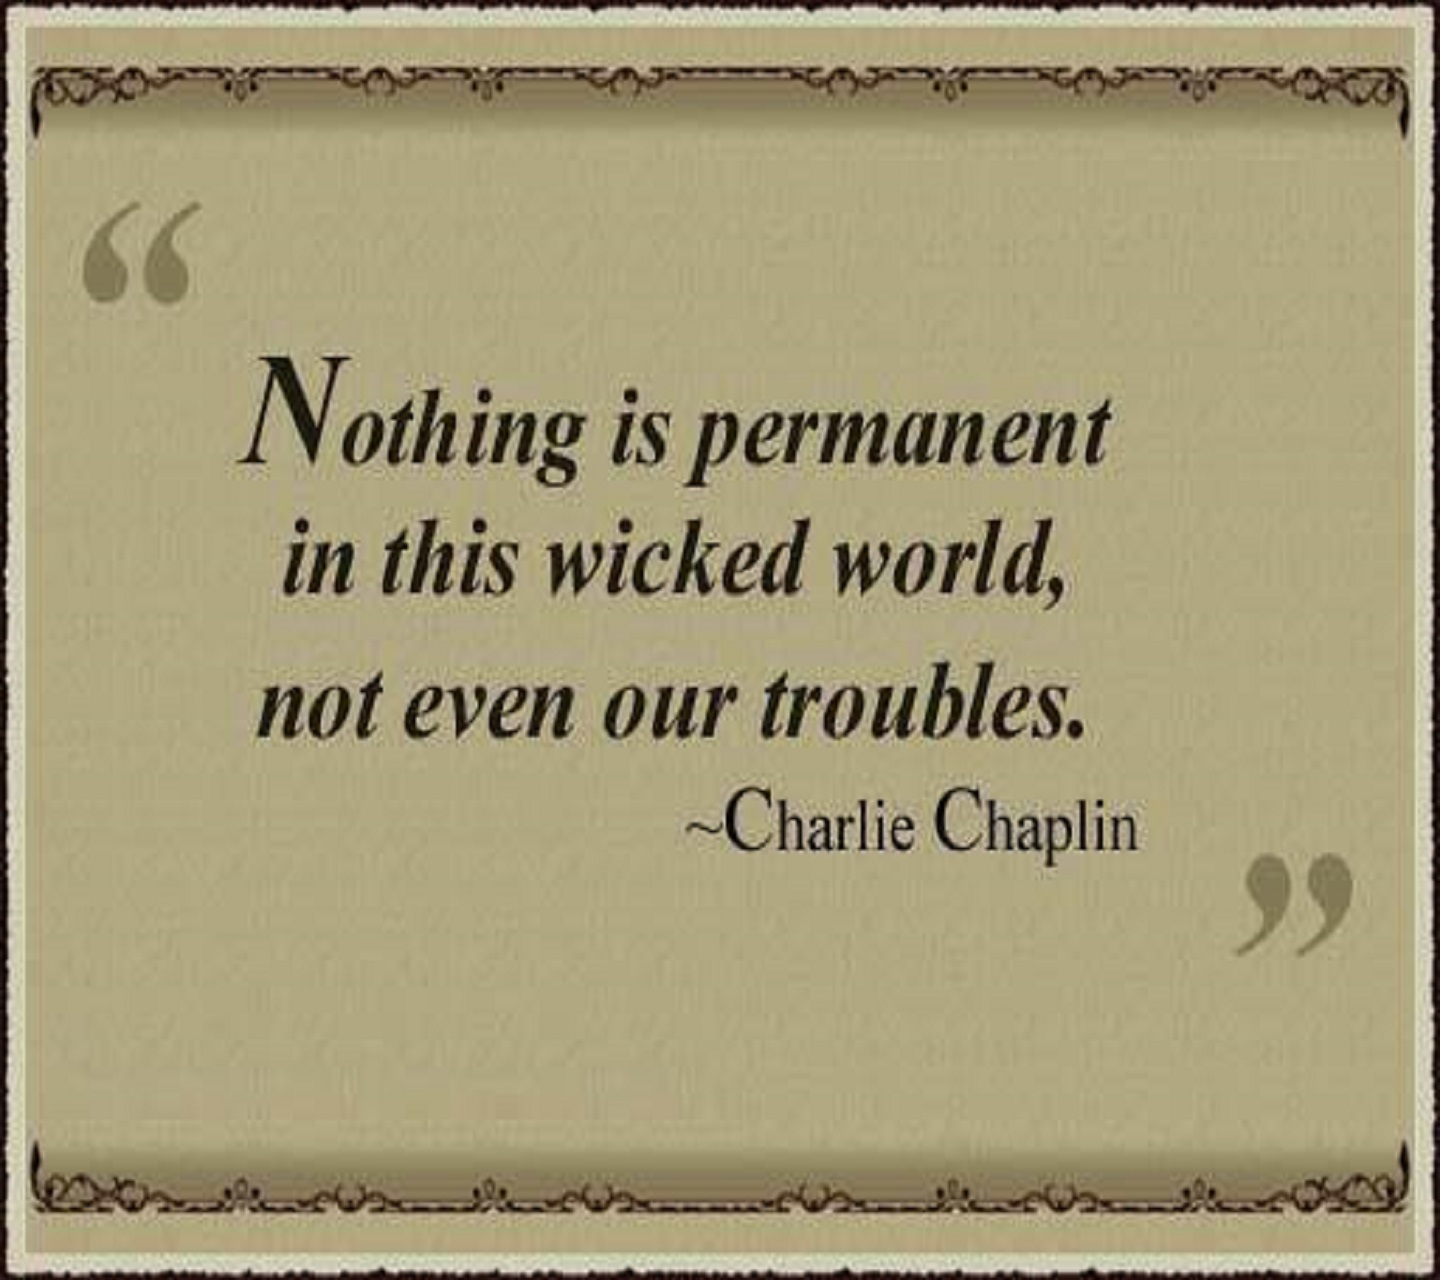 “
Nothing is permanent
in this wicked world,
not even our troubles.
~Charlie Chaplin
”